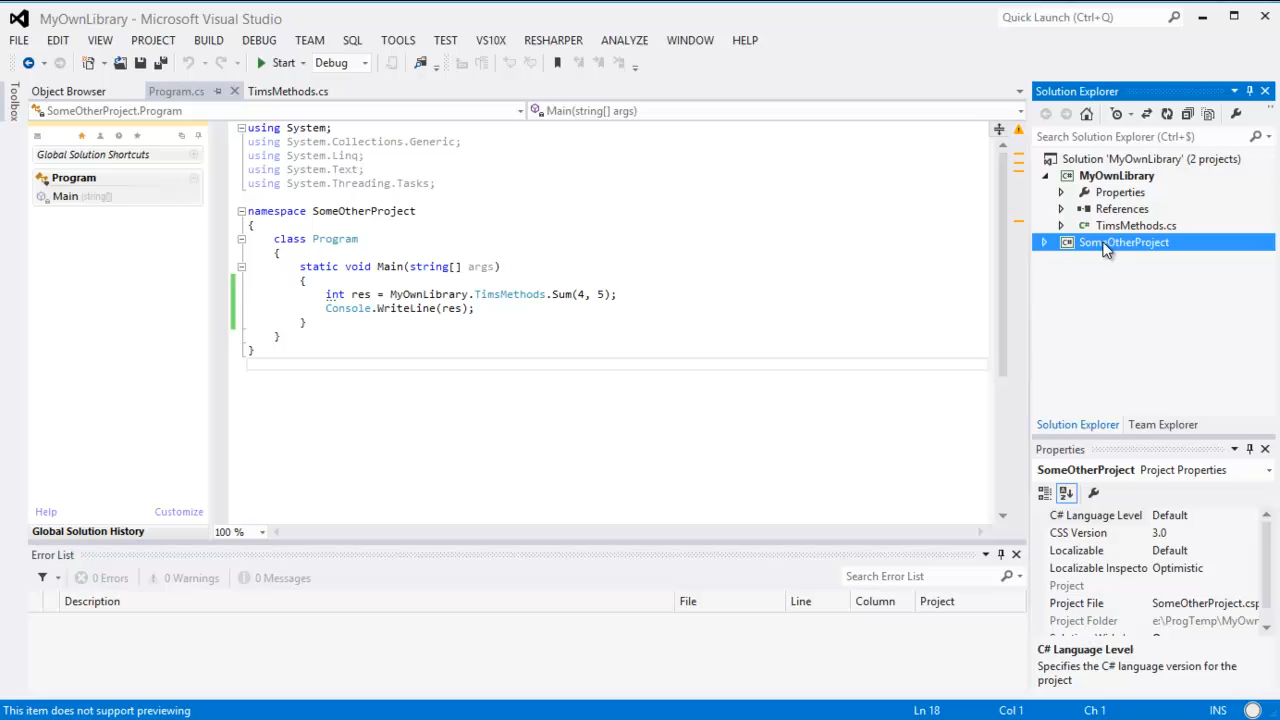 MyOwnLibrary - Microsoft Visual Studio
Quick Launch (Ctrl+Q)
FILE EDIT VIEW PROJECT BUILD DEBUG TEAM SQL TOOLS TEST VS10X RESHARPER ANALYZE WINDOW HELP
Start Debug
Toolbox
Object Browser Program.cs TimsMethods.cs
SomeOtherProject.Program Main(string[] args)
Global Solution Shortcuts
Program
Main (string[])
Help Customize
Global Solution History
using System;
using System.Collections.Generic;
using System.Linq;
using System.Text;
using System.Threading.Tasks;
namespace SomeOtherProject
{
class Program
{
static void Main(string[] args)
{
int res = MyOwnLibrary.TimsMethods.Sum(4, 5);
Console.WriteLine(res);
}
}
}
100 %
Error List
0 Errors 0 Warnings 0 Messages
Search Error List
Description File Line Column Project
Solution Explorer
Search Solution Explorer (Ctrl+$)
Solution 'MyOwnLibrary' (2 projects)
MyOwnLibrary
Properties
References
TimsMethods.cs
SomeOtherProject
Solution Explorer Team Explorer
Properties
SomeOtherProject Project Properties
C# Language Level Default
CSS Version 3.0
Localizable Default
Localizable Inspecto Optimistic
Project
Project File SomeOtherProject.csp
Project Folder e:\ProgTemp\MyOwn
C# Language Level
Specifies the C# language version for the
project
This item does not support previewing
Ln 18 Col 1 Ch 1 INS